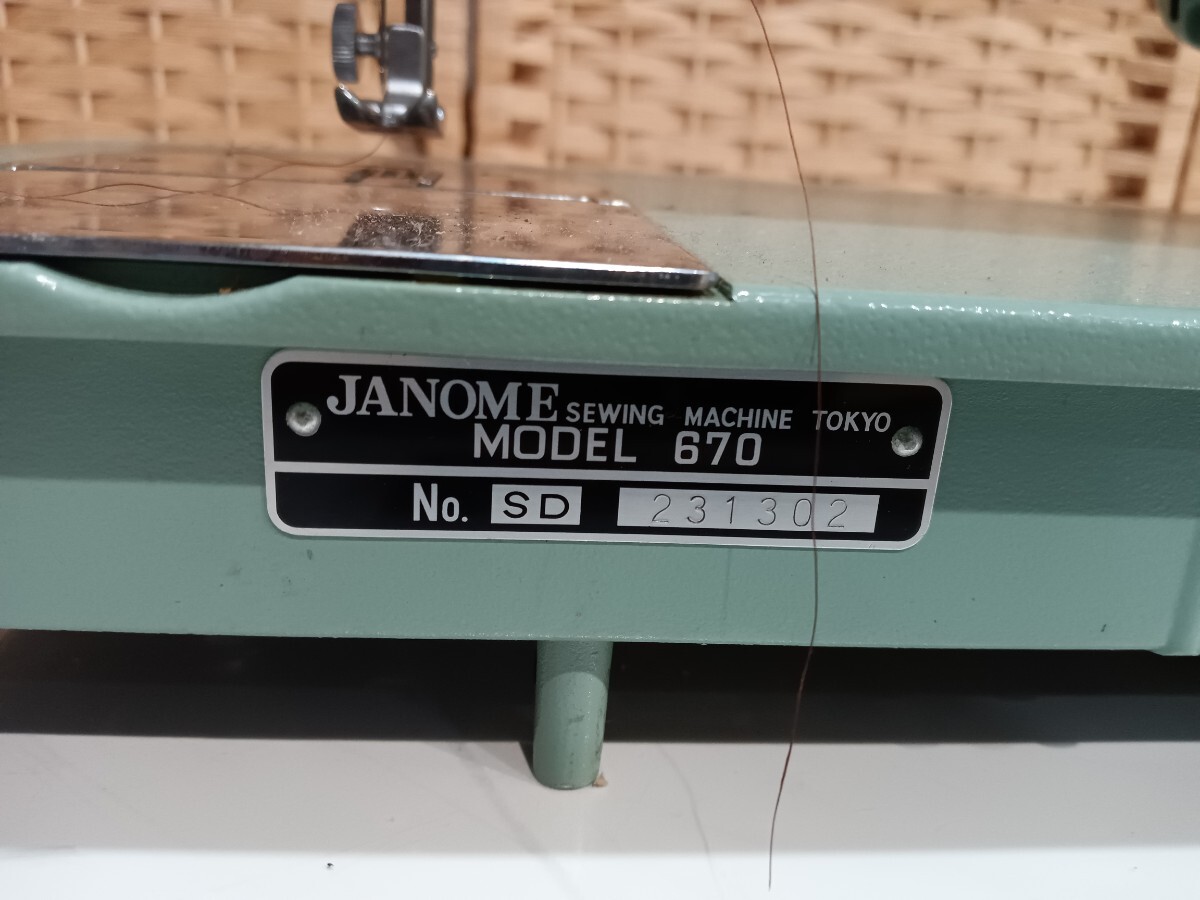 JANOME SEWING MACHINE TOKYO
MODEL 670
No. SD 231302